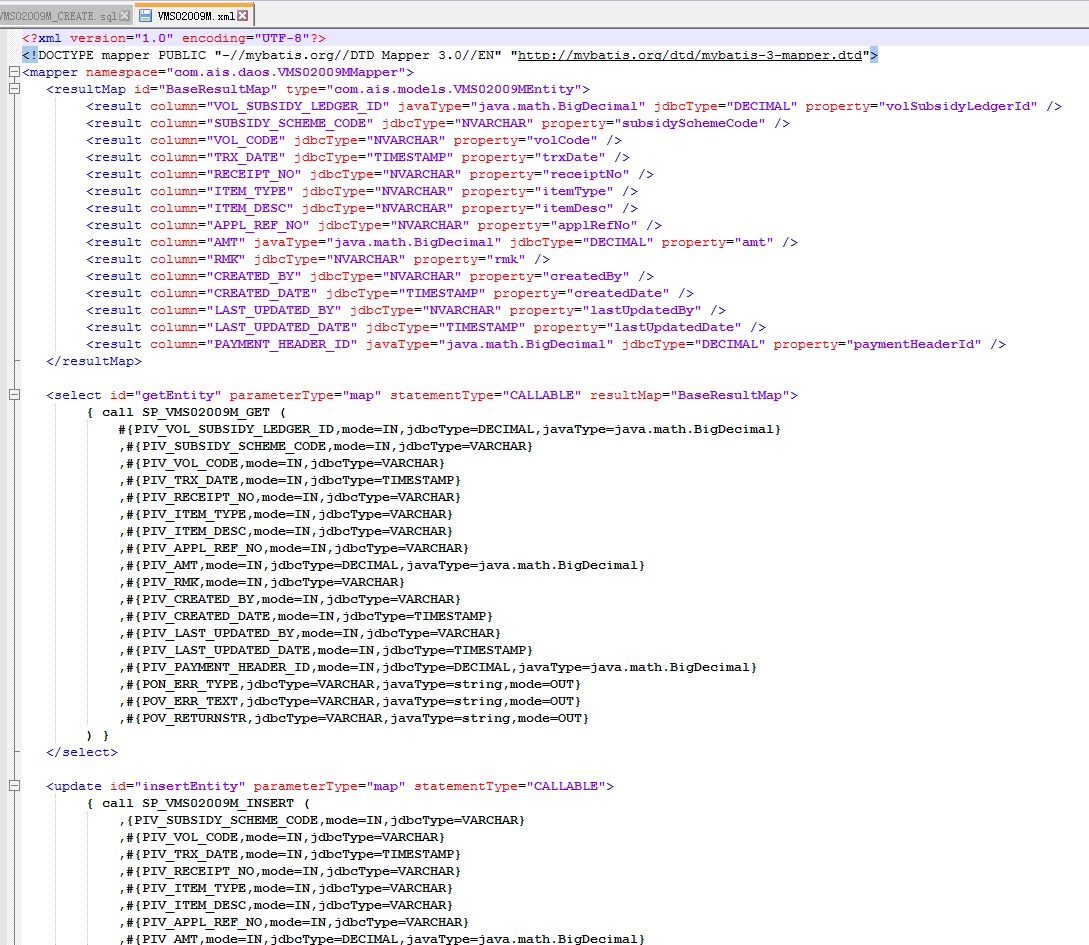 VMS02009M_CREATE.sql VMS02009M.xml
<?xml version="1.0" encoding="UTF-8"?>
<!DOCTYPE mapper PUBLIC "-//mybatis.org//DTD Mapper 3.0//EN" "http://mybatis.org/dtd/mybatis-3-mapper.dtd">
<mapper namespace="com.ais.daos.VMS02009MMapper">
<resultMap id="BaseResultMap" type="com.ais.models.VMS02009MEntity">
<result column="VOL_SUBSIDY_LEDGER_ID" javaType="java.math.BigDecimal" jdbcType="DECIMAL" property="volSubsidyLedgerId" />
<result column="SUBSIDY_SCHEME_CODE" jdbcType="NVARCHAR" property="subsidySchemeCode" />
<result column="VOL_CODE" jdbcType="NVARCHAR" property="volCode" />
<result column="TRX_DATE" jdbcType="TIMESTAMP" property="trxDate" />
<result column="RECEIPT_NO" jdbcType="NVARCHAR" property="receiptNo" />
<result column="ITEM_TYPE" jdbcType="NVARCHAR" property="itemType" />
<result column="ITEM_DESC" jdbcType="NVARCHAR" property="itemDesc" />
<result column="APPL_REF_NO" jdbcType="NVARCHAR" property="applRefNo" />
<result column="AMT" javaType="java.math.BigDecimal" jdbcType="DECIMAL" property="amt" />
<result column="RMK" jdbcType="NVARCHAR" property="rmk" />
<result column="CREATED_BY" jdbcType="NVARCHAR" property="createdBy" />
<result column="CREATED_DATE" jdbcType="TIMESTAMP" property="createdDate" />
<result column="LAST_UPDATED_BY" jdbcType="NVARCHAR" property="lastUpdatedBy" />
<result column="LAST_UPDATED_DATE" jdbcType="TIMESTAMP" property="lastUpdatedDate" />
<result column="PAYMENT_HEADER_ID" javaType="java.math.BigDecimal" jdbcType="DECIMAL" property="paymentHeaderId" />
</resultMap>
<select id="getEntity" parameterType="map" statementType="CALLABLE" resultMap="BaseResultMap">
{ call SP_VMS02009M_GET (
#{PIV_VOL_SUBSIDY_LEDGER_ID,mode=IN,jdbcType=DECIMAL,javaType=java.math.BigDecimal}
,#{PIV_SUBSIDY_SCHEME_CODE,mode=IN,jdbcType=VARCHAR}
,#{PIV_VOL_CODE,mode=IN,jdbcType=VARCHAR}
,#{PIV_TRX_DATE,mode=IN,jdbcType=TIMESTAMP}
,#{PIV_RECEIPT_NO,mode=IN,jdbcType=VARCHAR}
,#{PIV_ITEM_TYPE,mode=IN,jdbcType=VARCHAR}
,#{PIV_ITEM_DESC,mode=IN,jdbcType=VARCHAR}
,#{PIV_APPL_REF_NO,mode=IN,jdbcType=VARCHAR}
,#{PIV_AMT,mode=IN,jdbcType=DECIMAL,javaType=java.math.BigDecimal}
,#{PIV_RMK,mode=IN,jdbcType=VARCHAR}
,#{PIV_CREATED_BY,mode=IN,jdbcType=VARCHAR}
,#{PIV_CREATED_DATE,mode=IN,jdbcType=TIMESTAMP}
,#{PIV_LAST_UPDATED_BY,mode=IN,jdbcType=VARCHAR}
,#{PIV_LAST_UPDATED_DATE,mode=IN,jdbcType=TIMESTAMP}
,#{PIV_PAYMENT_HEADER_ID,mode=IN,jdbcType=DECIMAL,javaType=java.math.BigDecimal}
,#{PON_ERR_TYPE,jdbcType=VARCHAR,javaType=string,mode=OUT}
,#{POV_ERR_TEXT,jdbcType=VARCHAR,javaType=string,mode=OUT}
,#{POV_RETURNSTR,jdbcType=VARCHAR,javaType=string,mode=OUT}
) }
</select>
<update id="insertEntity" parameterType="map" statementType="CALLABLE">
{ call SP_VMS02009M_INSERT (
,{PIV_SUBSIDY_SCHEME_CODE,mode=IN,jdbcType=VARCHAR}
,#{PIV_VOL_CODE,mode=IN,jdbcType=VARCHAR}
,#{PIV_TRX_DATE,mode=IN,jdbcType=TIMESTAMP}
,#{PIV_RECEIPT_NO,mode=IN,jdbcType=VARCHAR}
,#{PIV_ITEM_TYPE,mode=IN,jdbcType=VARCHAR}
,#{PIV_ITEM_DESC,mode=IN,jdbcType=VARCHAR}
,#{PIV_APPL_REF_NO,mode=IN,jdbcType=VARCHAR}
,#{PIV_AMT,mode=IN,jdbcType=DECIMAL,javaType=java.math.BigDecimal}